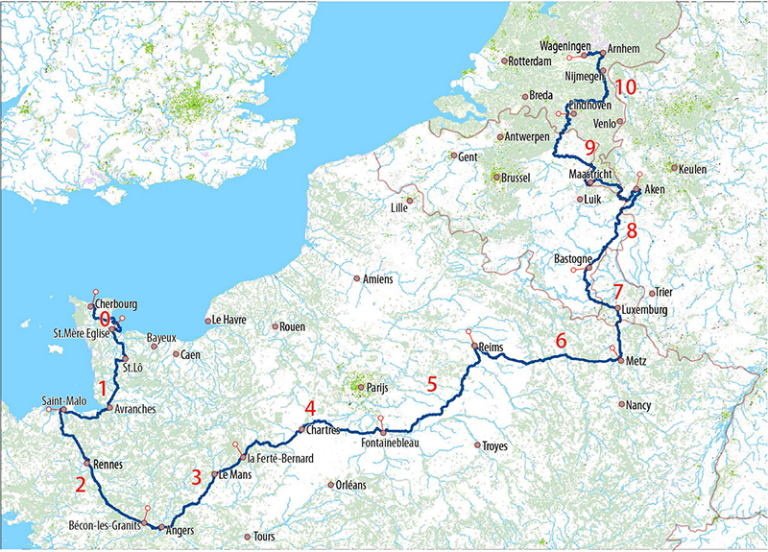 Wageningen
Arnhem
Rotterdam
Nijmegen
10
Breda
Eindhoven
Venlo
Antwerpen
9
Gent
Keulen
Maastricht
Brussel
Aken
Luik
Lille
8
Bastogne
Amiens
7
Trier
Cherbourg
Luxemburg
0
Le Havre
Rouen
St.Mère Eglise
Bayeux
6
Reims
Caen
St.Lô
Metz
1
Parijs
5
Saint-Malo
Avranches
4
Nancy
Chartres
Fontainebleau
Troyes
Rennes
la Ferté-Bernard
2
3
Le Mans
Orléans
Bécon-les-Granits
Angers
Tours